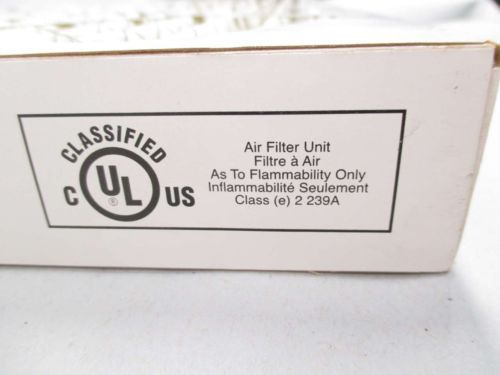 CLASSIFIED
C UL US
®
Air Filter Unit
Filtre à Air
As To Flammability Only
Inflammabilité Seulement
Class (e) 2 239A